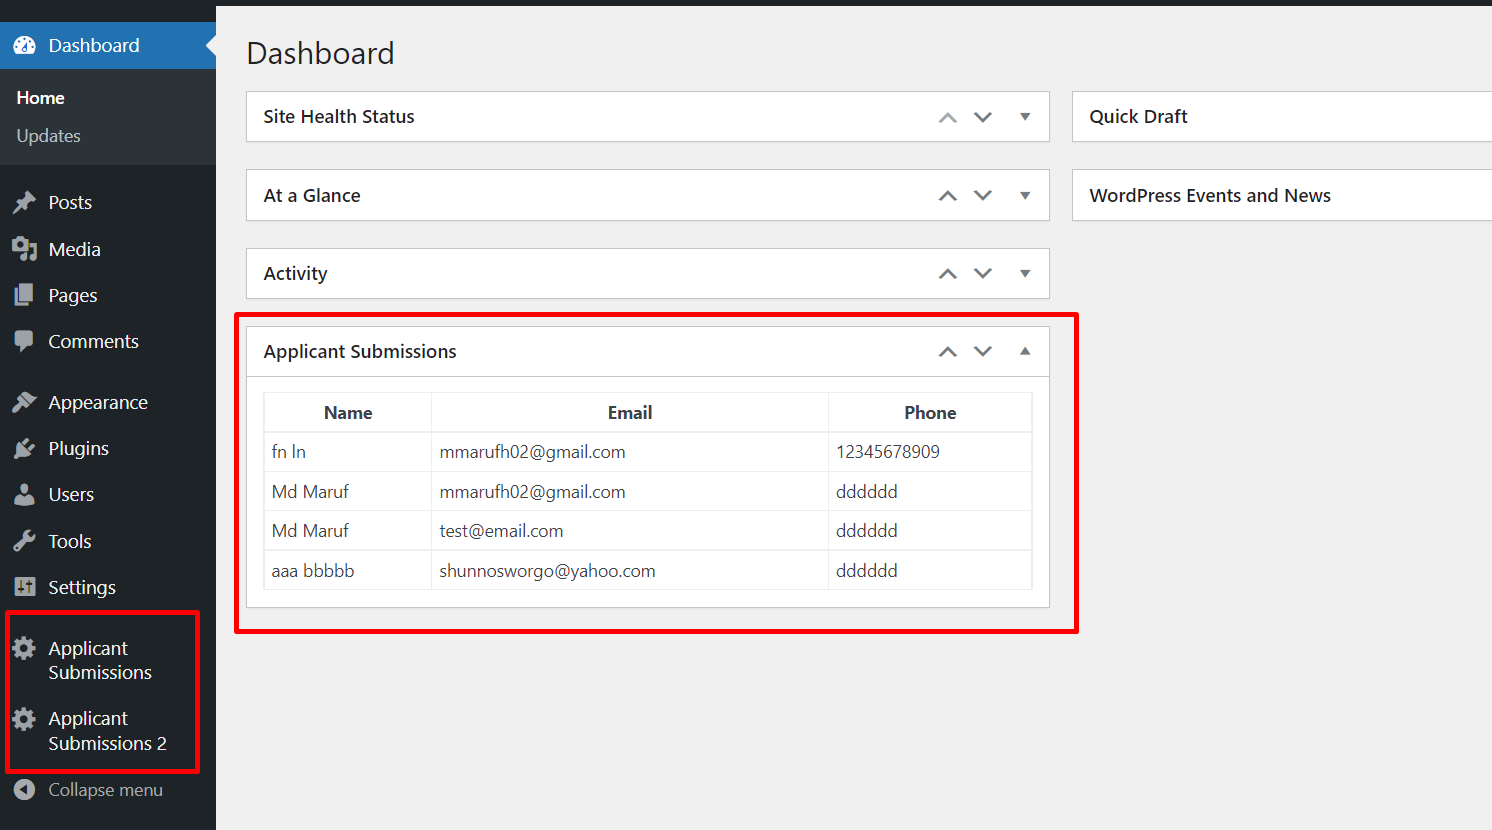 Dashboard
Home
Updates
Posts
Media
Pages
Comments
Appearance
Plugins
Users
Tools
Settings
Applicant
Submissions
Applicant
Submissions 2
Collapse menu
Dashboard
Site Health Status
At a Glance
Activity
Applicant Submissions
Name Email Phone
fn ln mmarufh02@gmail.com 12345678909
Md Maruf mmarufh02@gmail.com dddddd
Md Maruf test@email.com dddddd
aaa bbbbb shunnosworgo@yahoo.com dddddd
Quick Draft
WordPress Events and News